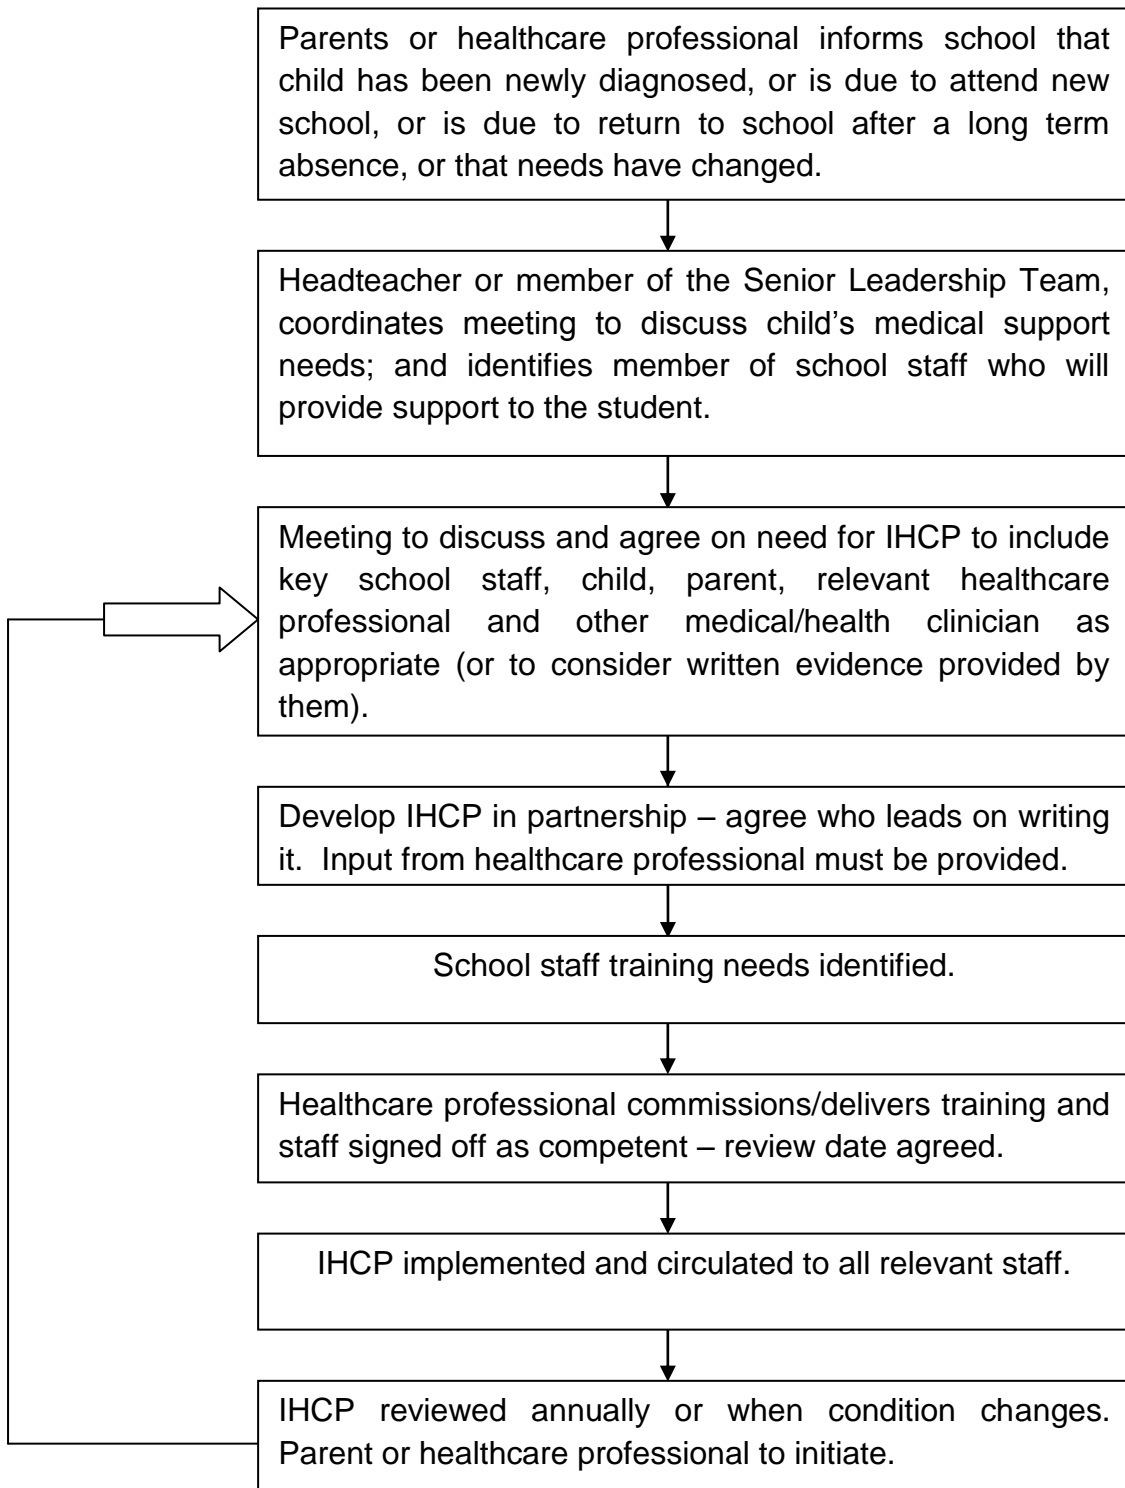 Parents or healthcare professional informs school that
child has been newly diagnosed, or is due to attend new
school, or is due to return to school after a long term
absence, or that needs have changed.
Headteacher or member of the Senior Leadership Team,
coordinates meeting to discuss child’s medical support
needs; and identifies member of school staff who will
provide support to the student.
Meeting to discuss and agree on need for IHCP to include
key school staff, child, parent, relevant healthcare
professional and other medical/health clinician as
appropriate (or to consider written evidence provided by
them).
Develop IHCP in partnership – agree who leads on writing
it.  Input from healthcare professional must be provided.
School staff training needs identified.
Healthcare professional commissions/delivers training and
staff signed off as competent – review date agreed.
IHCP implemented and circulated to all relevant staff.
IHCP reviewed annually or when condition changes.
Parent or healthcare professional to initiate.